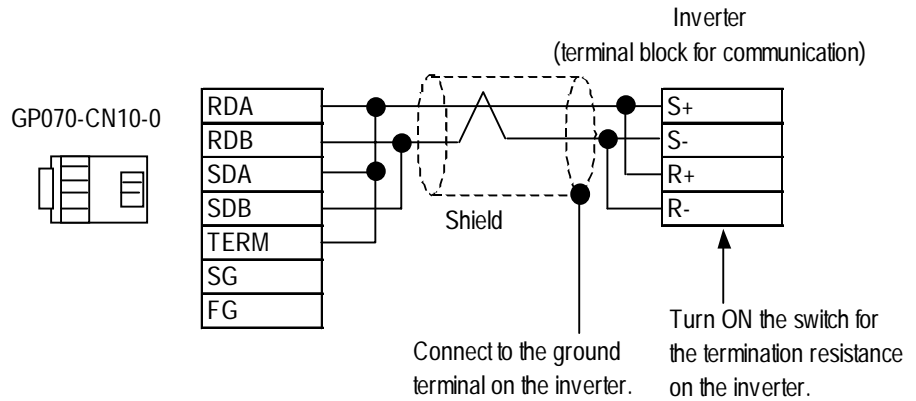 Inverter
(terminal block for communication)
GP070-CN10-0
RDA
RDB
SDA
SDB
TERM
SG
FG
Shield
S+
S-
R+
R-
Connect to the ground
terminal on the inverter.
Turn ON the switch for
the termination resistance
on the inverter.